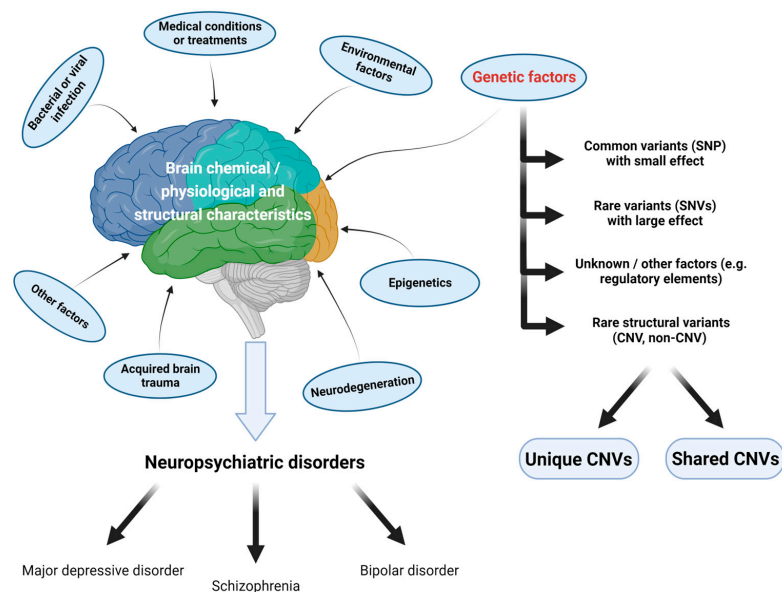 Medical conditions
or treatments
Environmental
factors
Genetic factors
Bacterial or viral
infection
Brain chemical /
physiological and
structural characteristics
Common variants (SNP)
with small effect
Rare variants (SNVs)
with large effect
Unknown / other factors (e.g.
regulatory elements)
Rare structural variants
(CNV, non-CNV)
Epigenetics
Other factors
Acquired brain
trauma
Neurodegeneration
Unique CNVs
Shared CNVs
Neuropsychiatric disorders
Major depressive disorder
Schizophrenia
Bipolar disorder